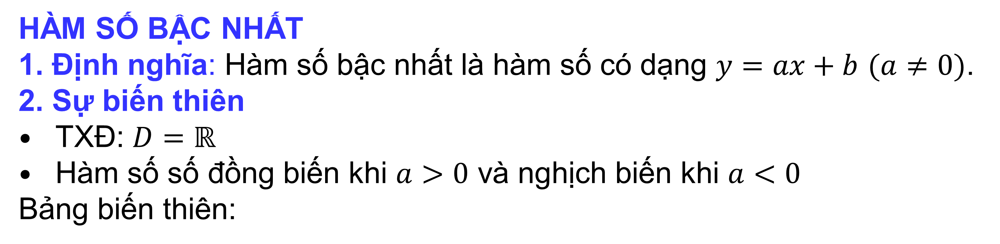 HÀM SỐ BẬC NHẤT
1. Định nghĩa: Hàm số bậc nhất là hàm số có dạng y = ax + b (a ≠ 0).
2. Sự biến thiên
• TXĐ: D = ℝ
• Hàm số số đồng biến khi a > 0 và nghịch biến khi a < 0
Bảng biến thiên: